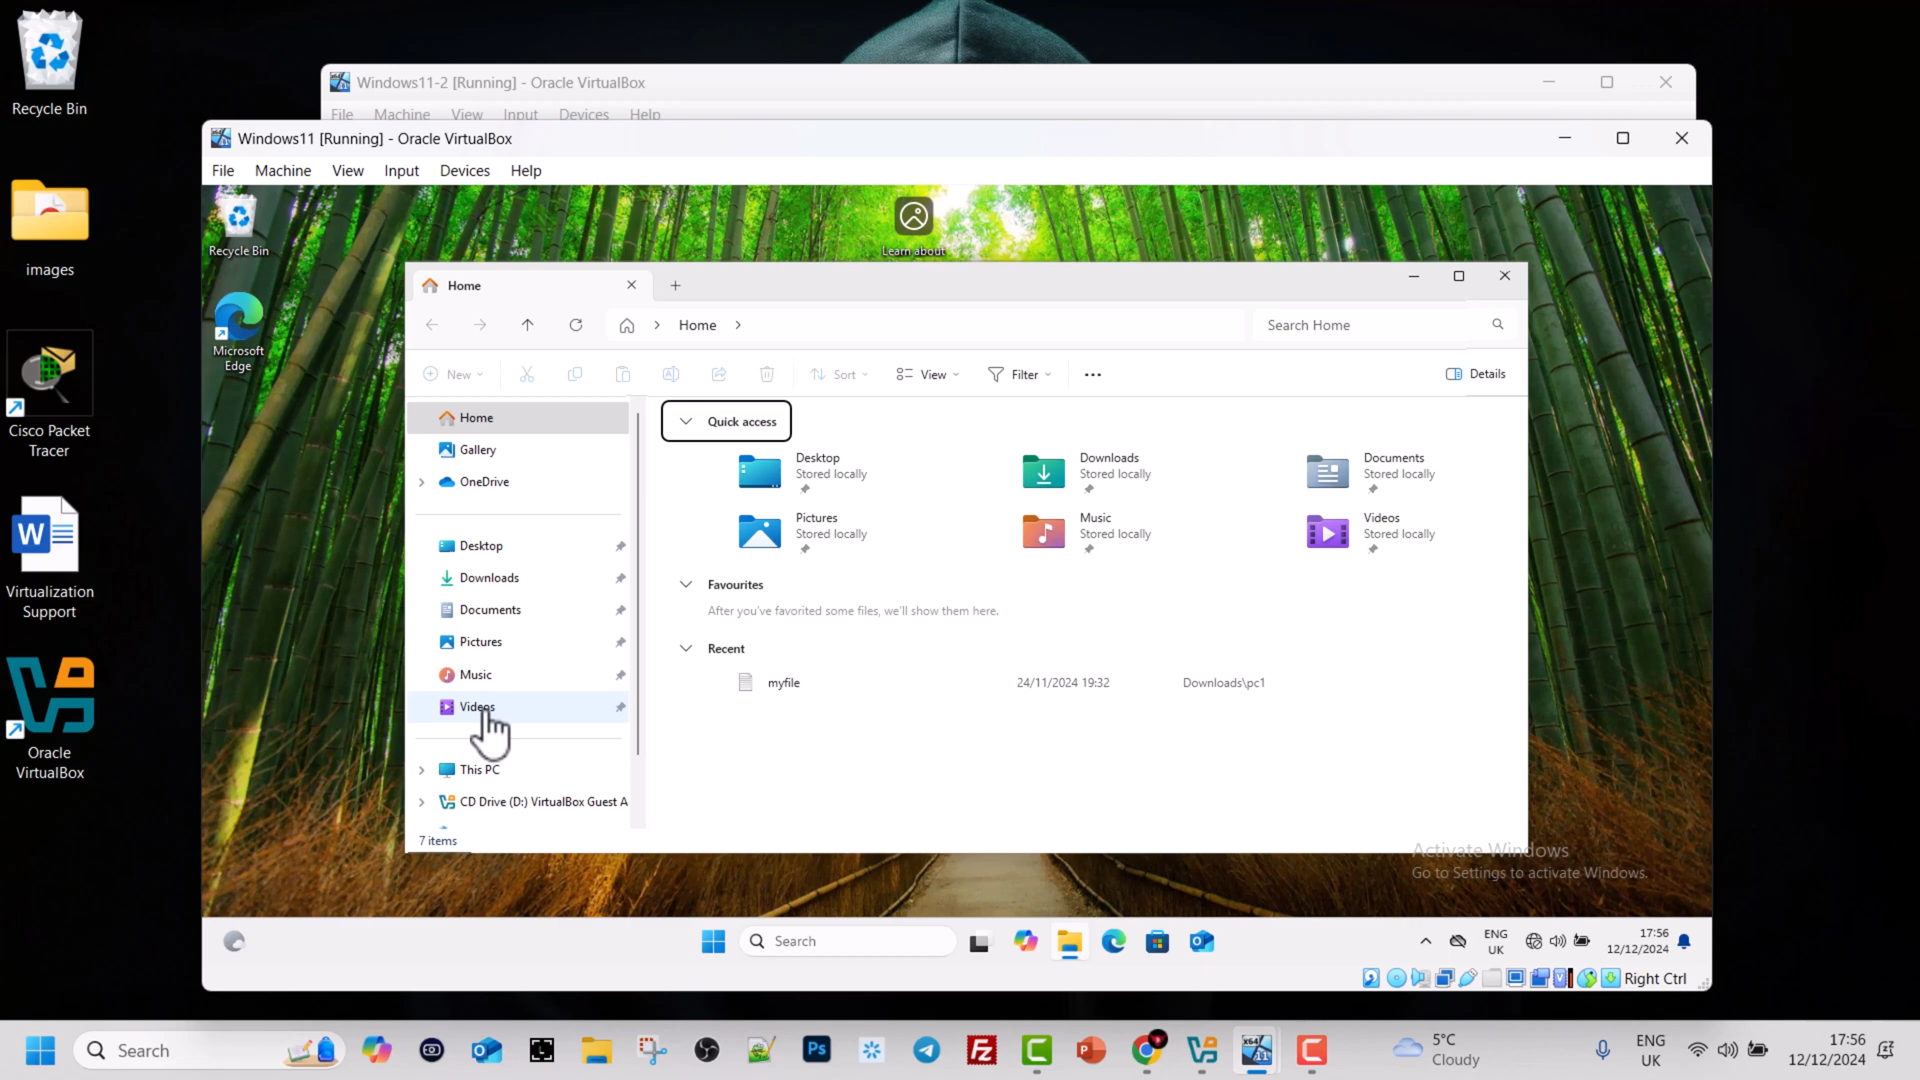 Recycle Bin
images
Cisco Packet
Tracer
Virtualization
Support
Oracle
VirtualBox
Windows11-2 [Running] - Oracle VirtualBox
File Machine View Input Devices Help
Windows11 [Running] - Oracle VirtualBox
File Machine View Input Devices Help
Recycle Bin
Microsoft
Edge
Learn about
Home
Home
Search Home
New
Sort
View
Filter
Details
Home
Gallery
OneDrive
Desktop
Downloads
Documents
Pictures
Music
Videos
This PC
CD Drive (D:) VirtualBox Guest A
7 items
Quick access
Desktop
Stored locally
Downloads
Stored locally
Documents
Stored locally
Pictures
Stored locally
Music
Stored locally
Videos
Stored locally
Favourites
After you've favorited some files, we'll show them here.
Recent
myfile 24/11/2024 19:32 Downloads\pc1
Activate Windows
Go to Settings to activate Windows.
Search
ENG
UK
17:56
12/12/2024
Right Ctrl
Search
Ps
Fz
x64
11
5°C
Cloudy
ENG
UK
17:56
12/12/2024